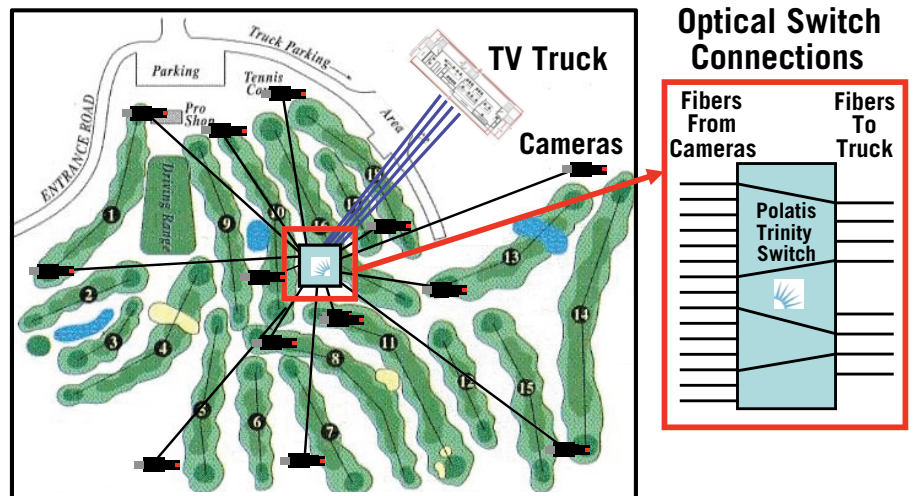 Optical Switch
Connections
TV Truck
Cameras
Truck Parking
Area
Parking
Tennis
Pro
Shop
ENTRANCE ROAD
Driving Range
1
2
3
4
5
6
7
8
9
10
11
12
13
14
15
16
Fibers
From
Cameras
Fibers
To
Truck
Polatis
Trinity
Switch